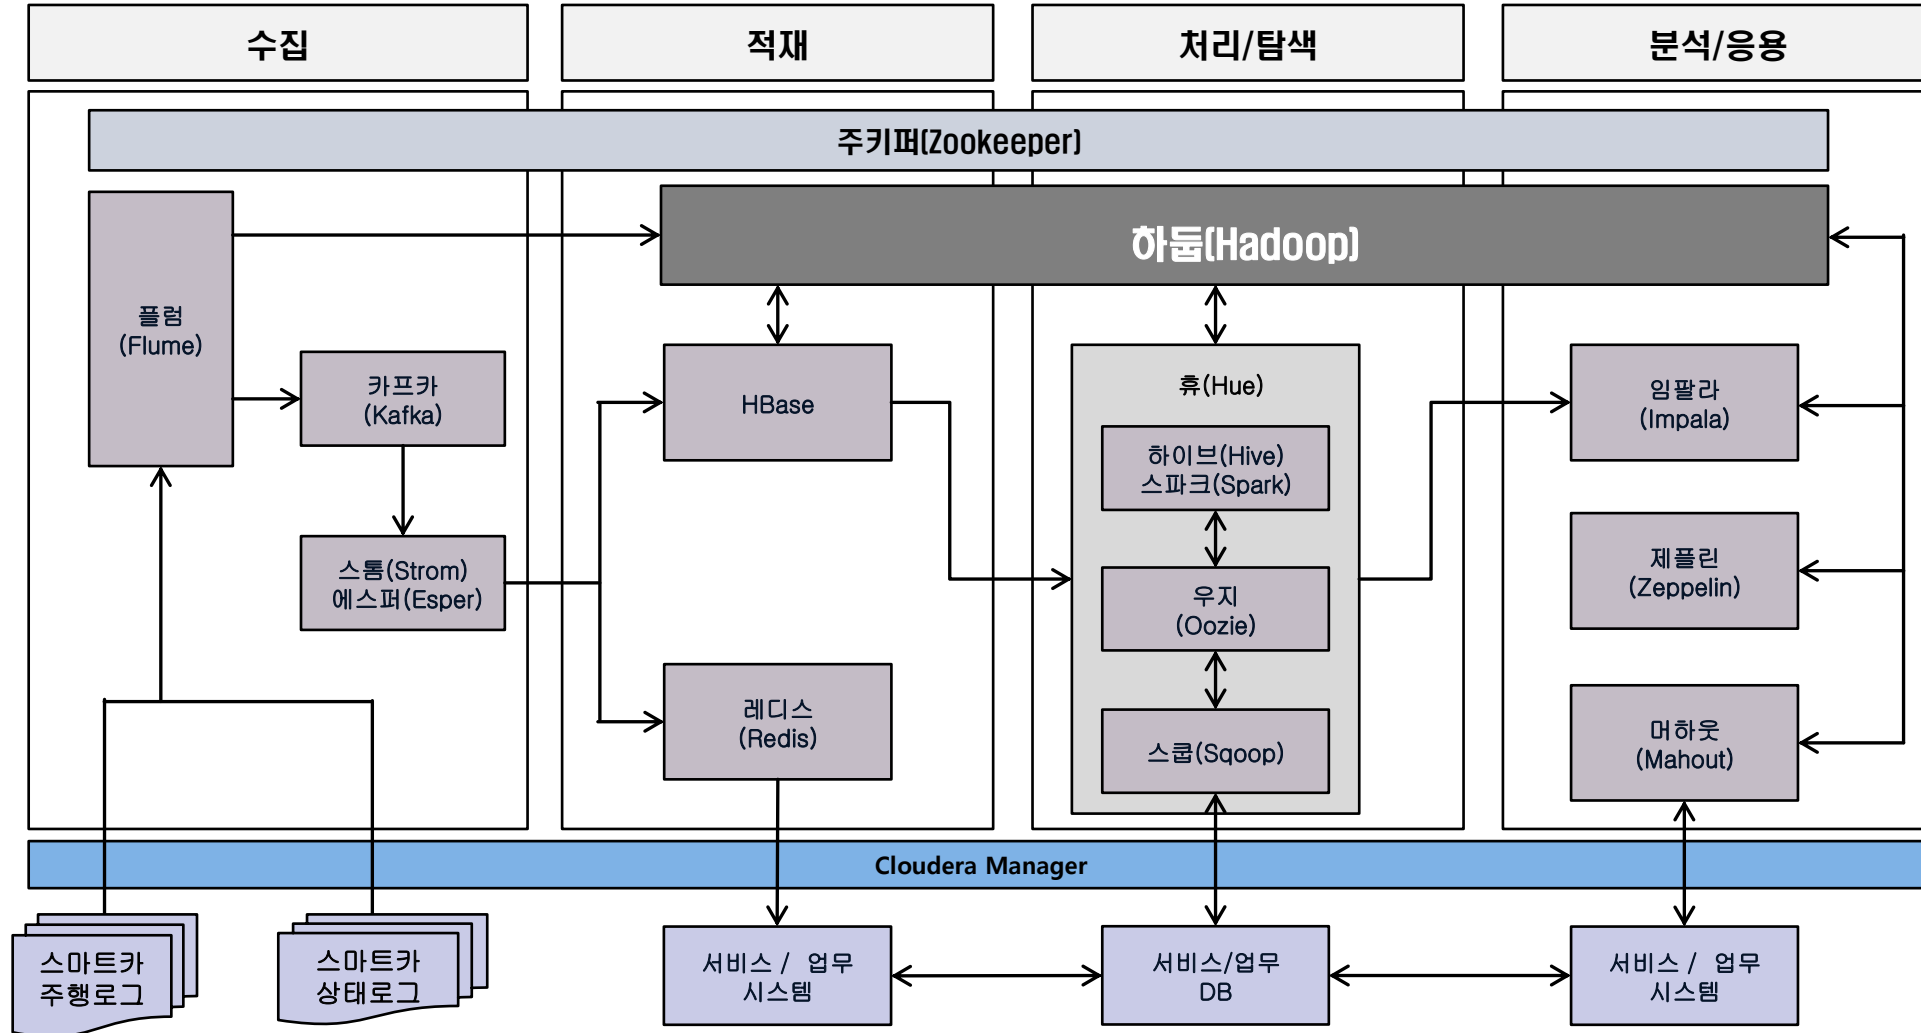 수집
적재
처리/탐색
분석/응용
주키퍼(Zookeeper)
하둡(Hadoop)
플럼
(Flume)
카프카
(Kafka)
스톰(Strom)
에스퍼(Esper)
HBase
레디스
(Redis)
휴(Hue)
하이브(Hive)
스파크(Spark)
우지
(Oozie)
스쿱(Sqoop)
임팔라
(Impala)
제플린
(Zeppelin)
머하웃
(Mahout)
Cloudera Manager
스마트카
주행로그
스마트카
상태로그
서비스 / 업무
시스템
서비스/업무
DB
서비스 / 업무
시스템